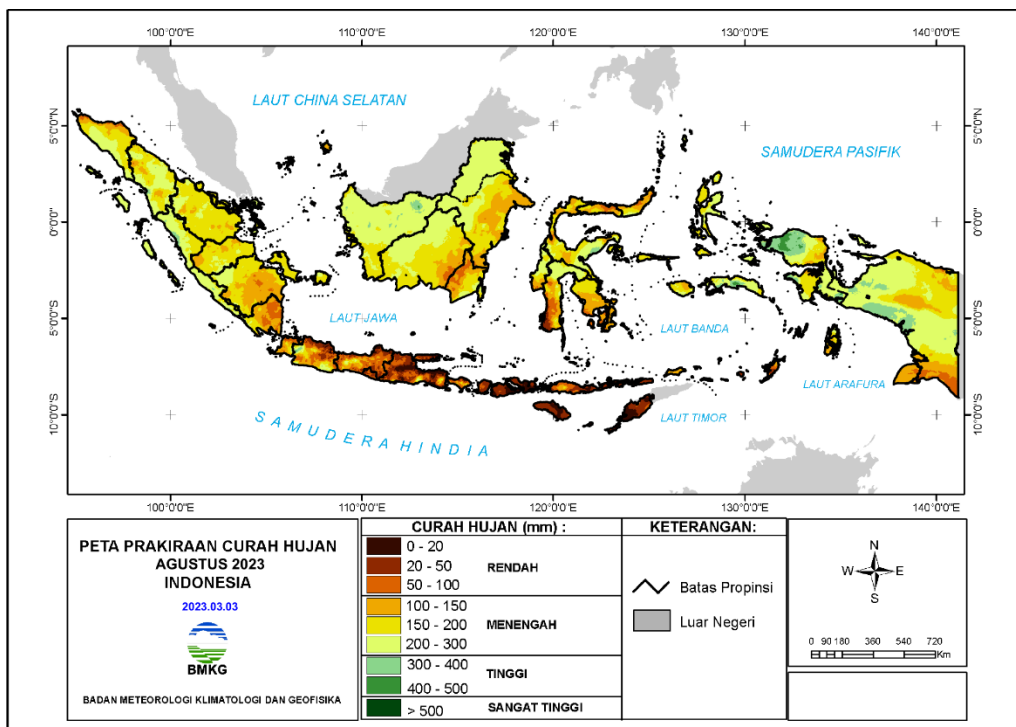 100°0'0"E 110°0'0"E 120°0'0"E 130°0'0"E 140°0'0"E
LAUT CHINA SELATAN
5°0'0"N 5°0'0"N
SAMUDERA PASIFIK
0°0'0" 0°0'0"
LAUT JAWA
LAUT BANDA
5°0'0"S 5°0'0"S
LAUT ARAFURA
LAUT TIMOR
10°0'0"S 10°0'0"S
SAMUDERA HINDIA
100°0'0"E 110°0'0"E 120°0'0"E 130°0'0"E 140°0'0"E
PETA PRAKIRAAN CURAH HUJAN
AGUSTUS 2023
INDONESIA
2023.03.03
BMKG
BADAN METEOROLOGI KLIMATOLOGI DAN GEOFISIKA
CURAH HUJAN (mm) :
0 - 20
20 - 50
50 - 100
RENDAH
100 - 150
150 - 200
200 - 300
MENENGAH
300 - 400
400 - 500
TINGGI
> 500
SANGAT TINGGI
KETERANGAN:
Batas Propinsi
Luar Negeri
N
W E
S
0 90 180 360 540 720
Km